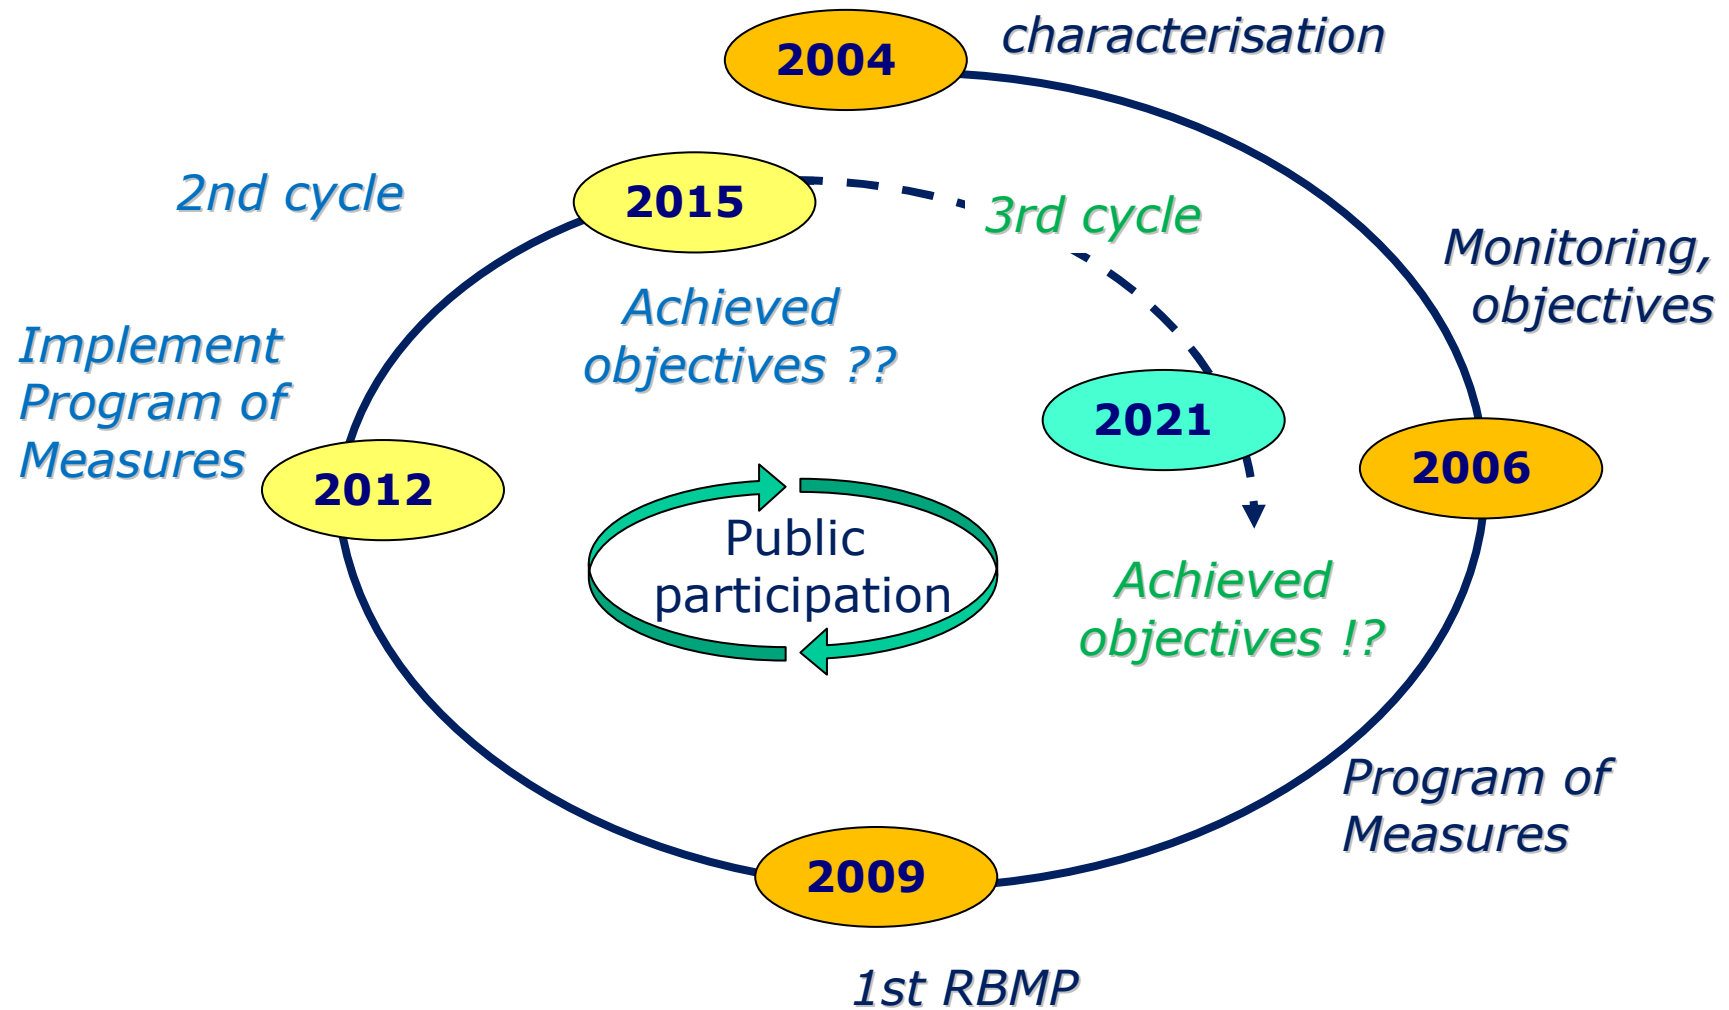 2004
characterisation
Monitoring,
objectives
2006
Program of
Measures
2009
1st RBMP
2012
Implement
Program of
Measures
2nd cycle
2015
Achieved
objectives ??
3rd cycle
2021
Achieved
objectives !?
Public
participation